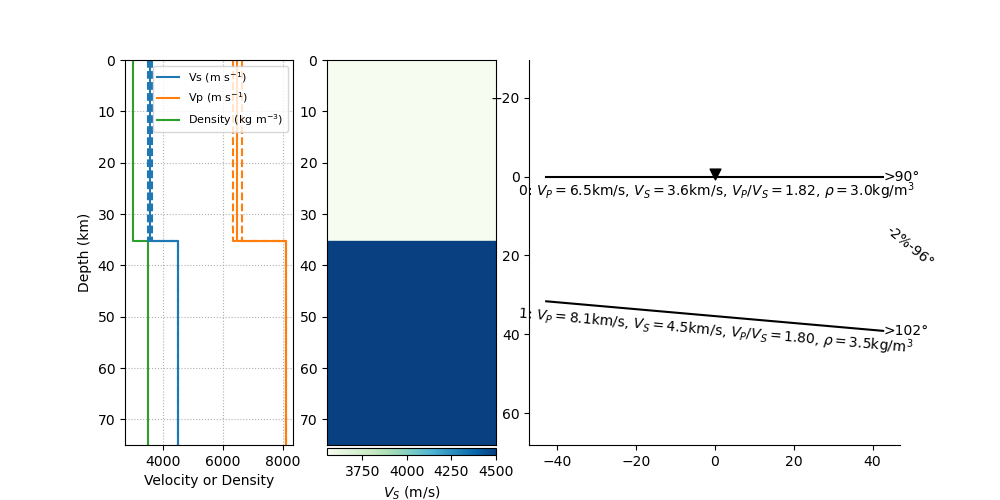 0
10
20
30
40
50
60
70
Depth (km)
4000 6000 8000
Velocity or Density
Vs (m s⁻¹)
Vp (m s⁻¹)
Density (kg m⁻³)
0
10
20
30
40
50
60
70
3750 4000 4250 4500
V_S (m/s)
−20
0
20
40
60
−40 −20 0 20 40
>90°
0: V_P = 6.5km/s, V_S = 3.6km/s, V_P/V_S = 1.82, ρ = 3.0kg/m³
-2%-96°
>102°
1: V_P = 8.1km/s, V_S = 4.5km/s, V_P/V_S = 1.80, ρ = 3.5kg/m³